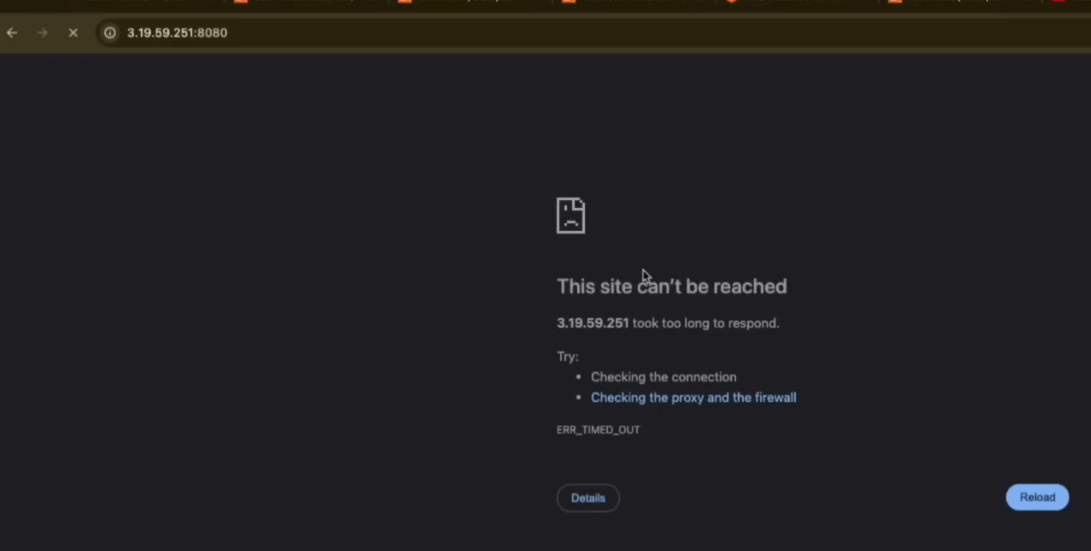 3.19.59.251:8080
This site can't be reached
3.19.59.251 took too long to respond.
Try:
• Checking the connection
• Checking the proxy and the firewall
ERR_TIMED_OUT
Details
Reload